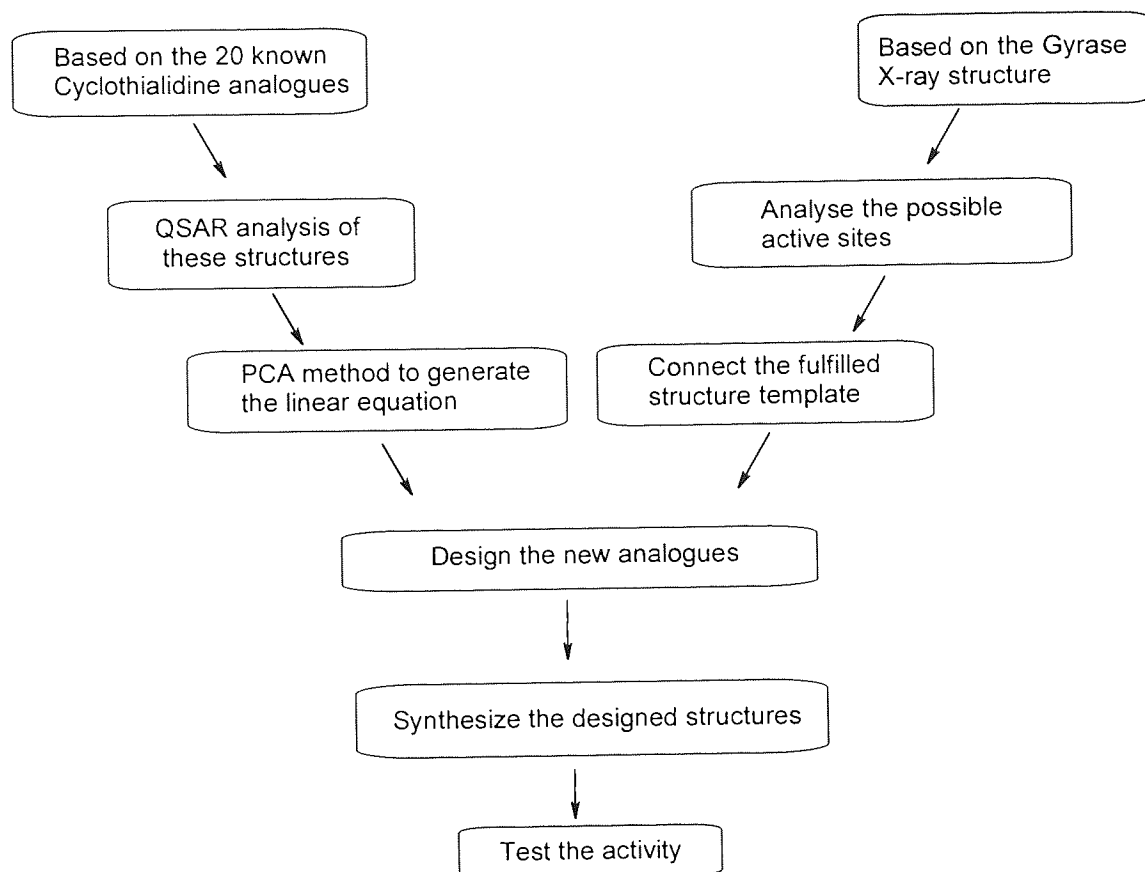 Based on the 20 known
Cyclothialidine analogues
Based on the Gyrase
X-ray structure
QSAR analysis of
these structures
Analyse the possible
active sites
PCA method to generate
the linear equation
Connect the fulfilled
structure template
Design the new analogues
Synthesize the designed structures
Test the activity